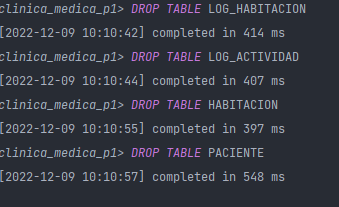 clinica_medica_p1> DROP TABLE LOG_HABITACION
[2022-12-09 10:10:42] completed in 414 ms
clinica_medica_p1> DROP TABLE LOG_ACTIVIDAD
[2022-12-09 10:10:44] completed in 407 ms
clinica_medica_p1> DROP TABLE HABITACION
[2022-12-09 10:10:55] completed in 397 ms
clinica_medica_p1> DROP TABLE PACIENTE
[2022-12-09 10:10:57] completed in 548 ms